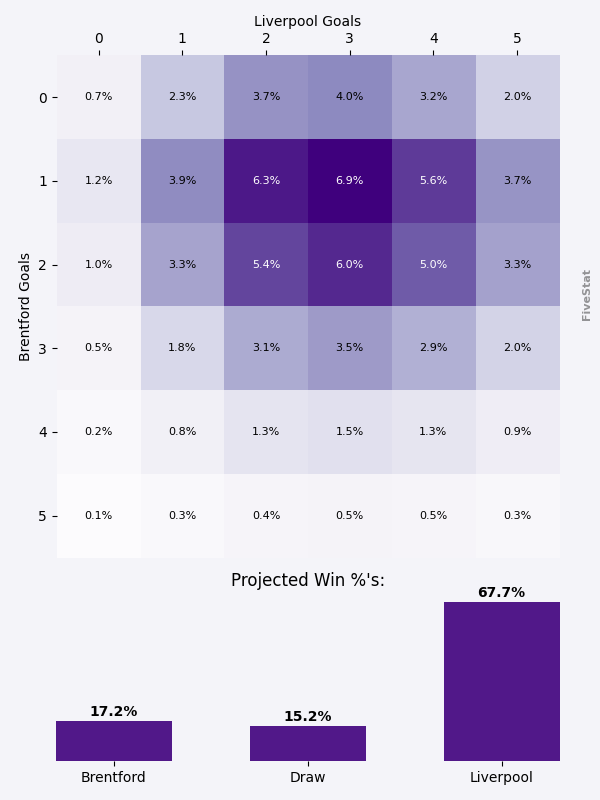 Liverpool Goals
0 1 2 3 4 5
0 0.7% 2.3% 3.7% 4.0% 3.2% 2.0%
1 1.2% 3.9% 6.3% 6.9% 5.6% 3.7%
2 1.0% 3.3% 5.4% 6.0% 5.0% 3.3%
3 0.5% 1.8% 3.1% 3.5% 2.9% 2.0%
4 0.2% 0.8% 1.3% 1.5% 1.3% 0.9%
5 0.1% 0.3% 0.4% 0.5% 0.5% 0.3%
Brentford Goals
FiveStat
Projected Win %'s:
17.2% 15.2% 67.7%
Brentford Draw Liverpool